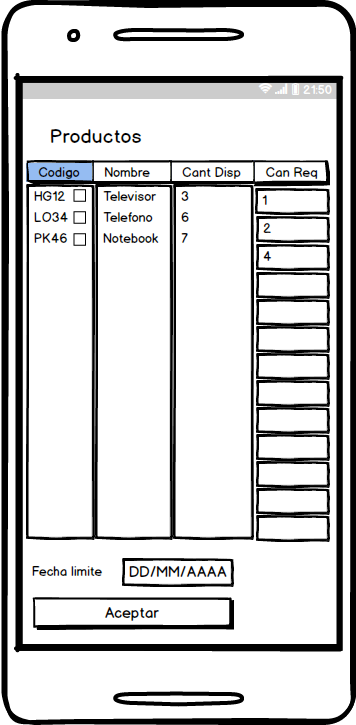 21:50
Productos
Codigo Nombre Cant Disp Can Req
HG12 Televisor 3 1
LO34 Telefono 6 2
PK46 Notebook 7 4
Fecha limite DD/MM/AAAA
Aceptar